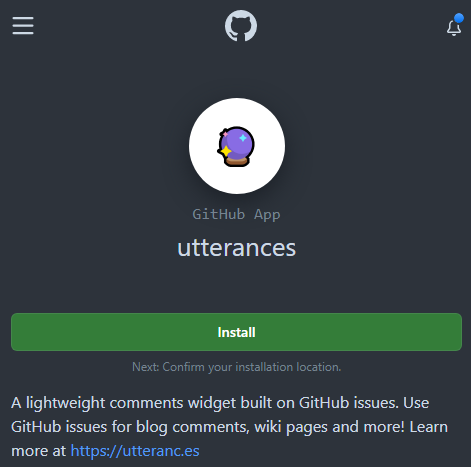 GitHub App
utterances
Install
Next: Confirm your installation location.
A lightweight comments widget built on GitHub issues. Use
GitHub issues for blog comments, wiki pages and more! Learn
more at https://utteranc.es